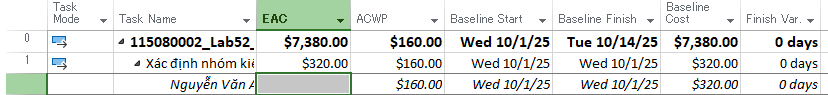 Task Mode Task Name EAC ACWP Baseline Start Baseline Finish Baseline Cost Finish Var.
0 115080002_Lab52_ $7,380.00 $160.00 Wed 10/1/25 Tue 10/14/25 $7,380.00 0 days
1 Xác định nhóm kiế $320.00 $160.00 Wed 10/1/25 Wed 10/1/25 $320.00 0 days
Nguyễn Văn A $160.00 Wed 10/1/25 Wed 10/1/25 $320.00 0 days